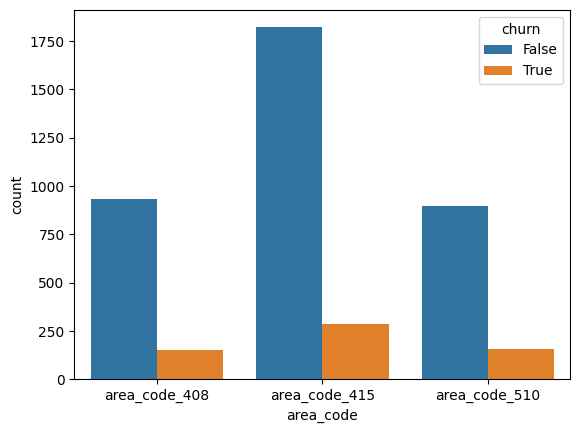 churn
False
True
1750
1500
1250
1000
750
500
250
0
count
area_code_408
area_code_415
area_code_510
area_code